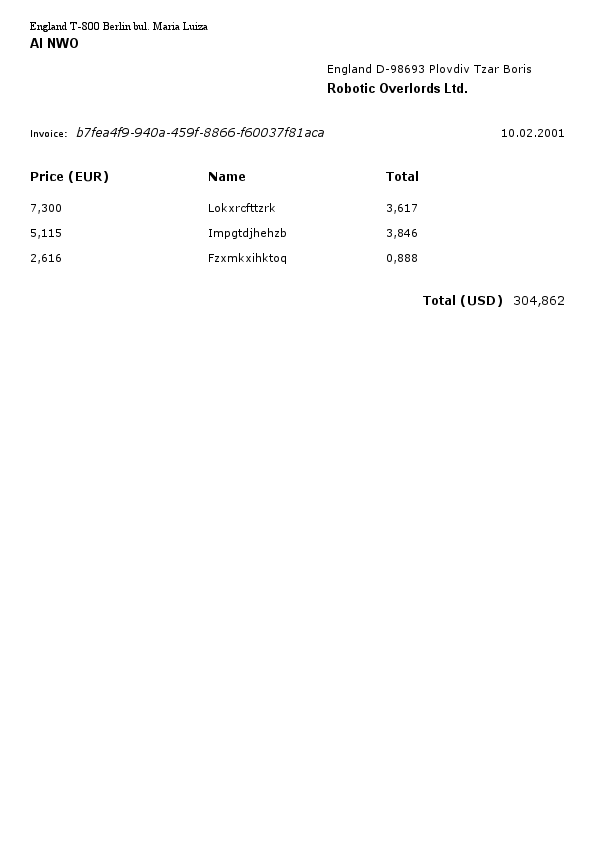 England T-800 Berlin bul. Maria Luiza
AI NWO
England D-98693 Plovdiv Tzar Boris
Robotic Overlords Ltd.
Invoice: b7fea4f9-940a-459f-8866-f60037f81aca 10.02.2001
Price (EUR) Name Total
7,300 Lokxrcfttzrk 3,617
5,115 Impgtdjhehzb 3,846
2,616 Fzxmkxihktoq 0,888
Total (USD) 304,862